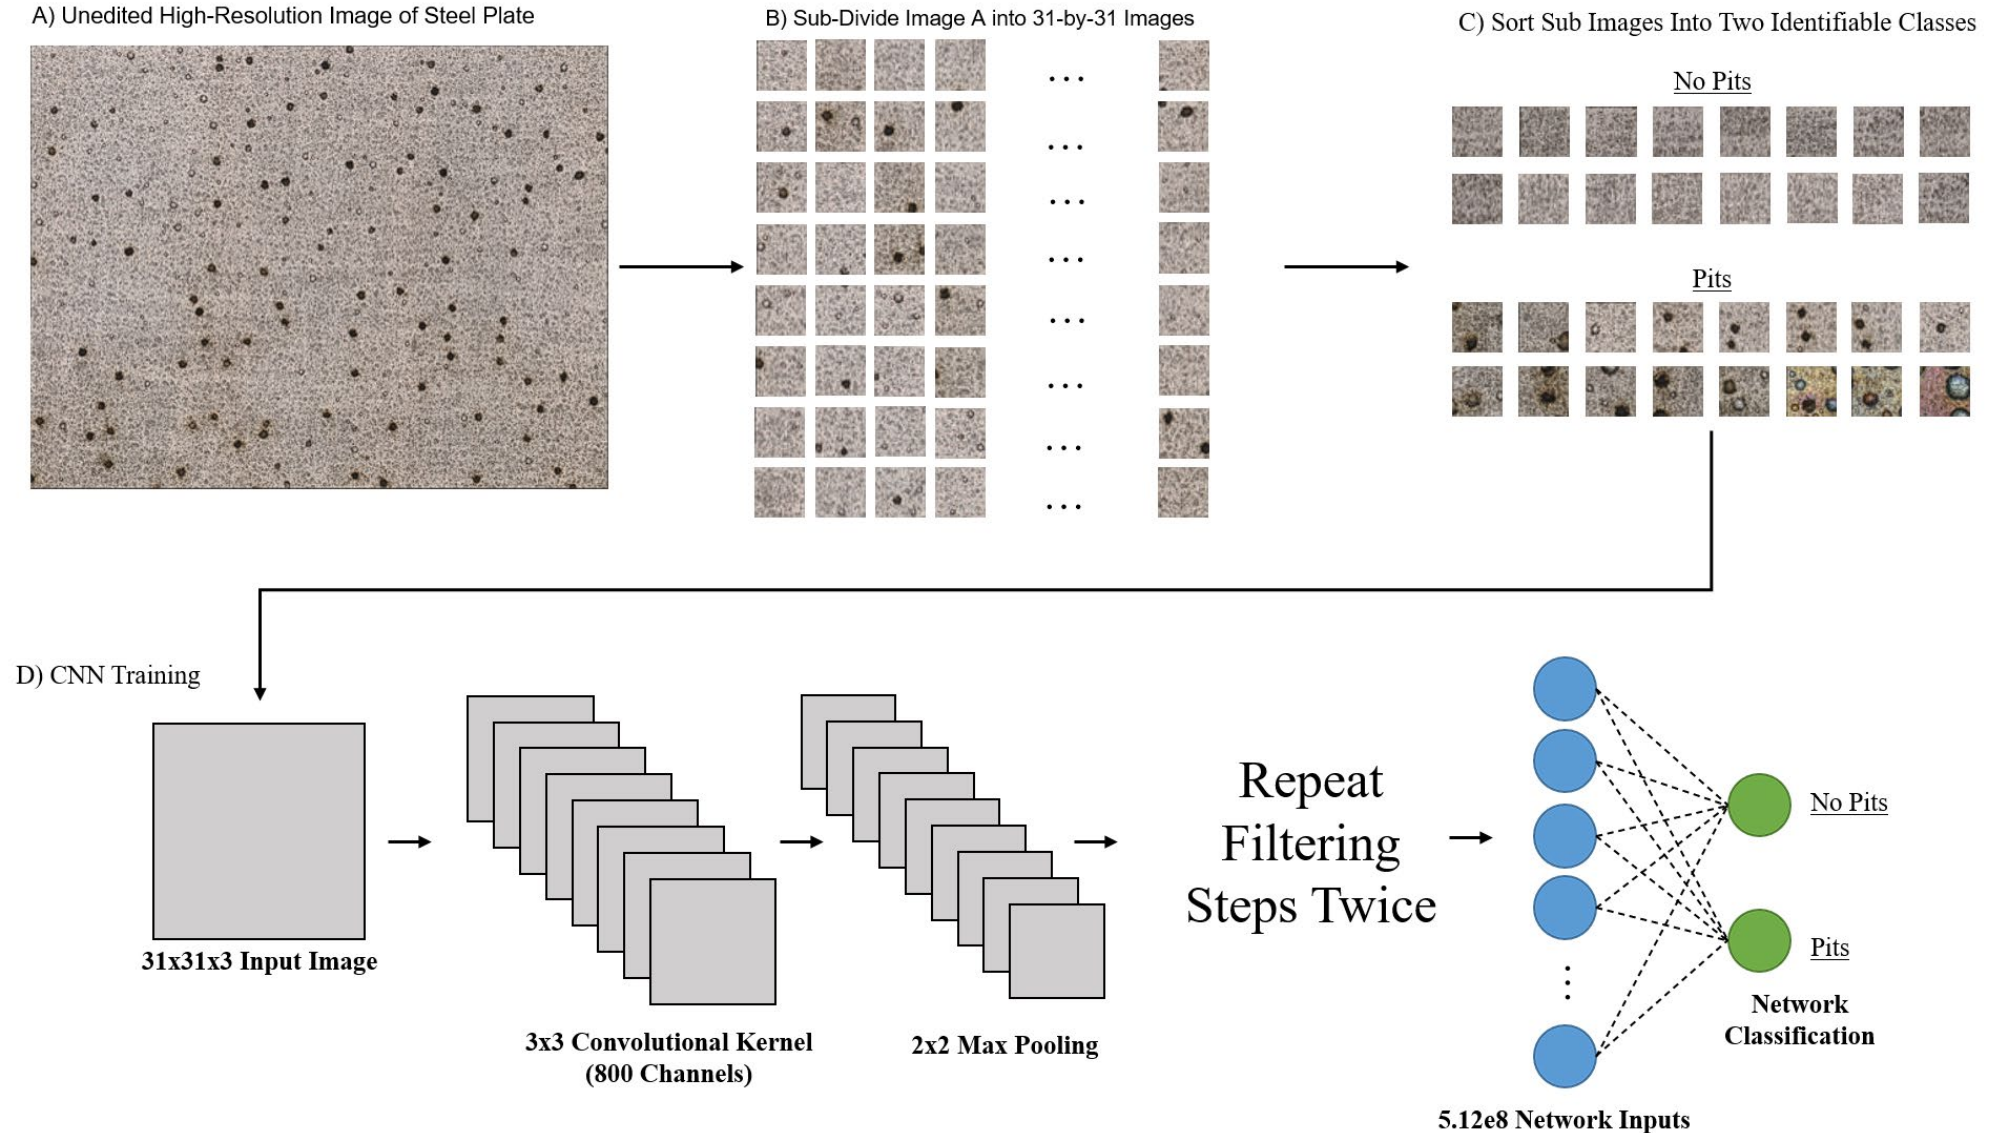 A) Unedited High-Resolution Image of Steel Plate
B) Sub-Divide Image A into 31-by-31 Images
C) Sort Sub Images Into Two Identifiable Classes
No Pits
Pits
D) CNN Training
31x31x3 Input Image
3x3 Convolutional Kernel
(800 Channels)
2x2 Max Pooling
Repeat
Filtering
Steps Twice
No Pits
Pits
Network
Classification
5.12e8 Network Inputs